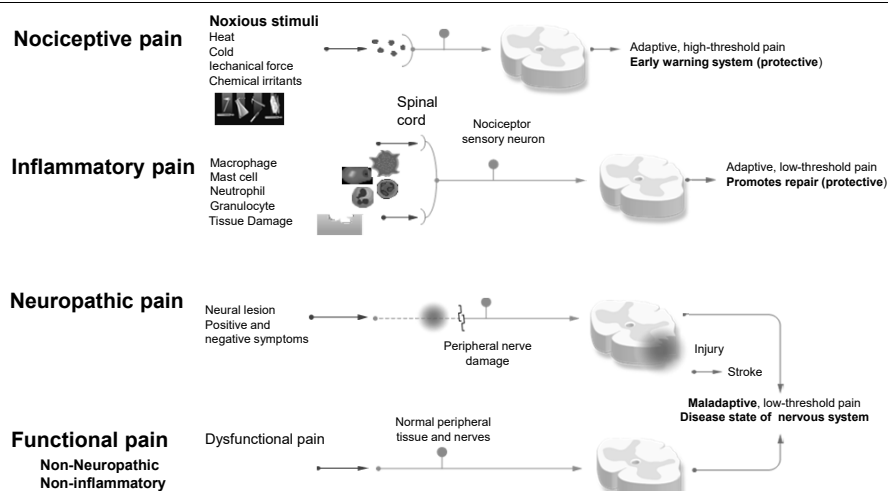 Nociceptive pain
Noxious stimuli
Heat
Cold
Iechanical force
Chemical irritants
Adaptive, high-threshold pain
Early warning system (protective)
Spinal
cord
Nociceptor
sensory neuron
Inflammatory pain
Macrophage
Mast cell
Neutrophil
Granulocyte
Tissue Damage
Adaptive, low-threshold pain
Promotes repair (protective)
Neuropathic pain
Neural lesion
Positive and
negative symptoms
Peripheral nerve
damage
Injury
Stroke
Maladaptive, low-threshold pain
Disease state of nervous system
Functional pain
Non-Neuropathic
Non-inflammatory
Dysfunctional pain
Normal peripheral
tissue and nerves